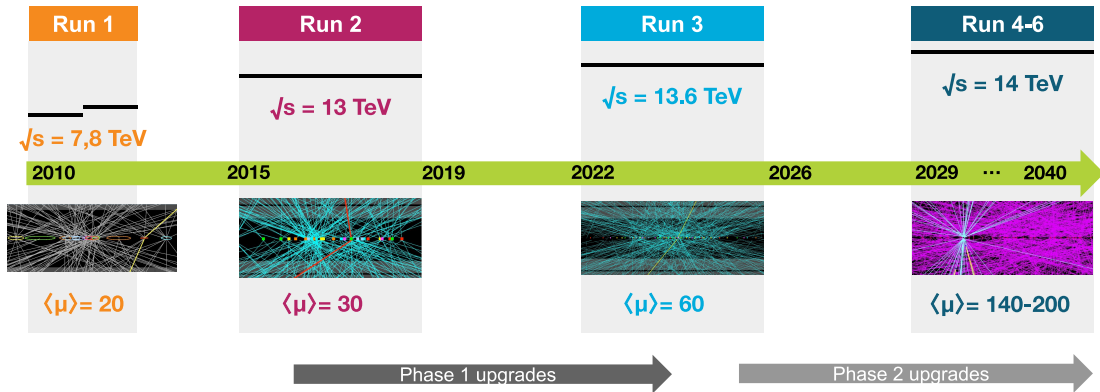 Run 1
Run 2
Run 3
Run 4-6
√s = 7,8 TeV
√s = 13 TeV
√s = 13.6 TeV
√s = 14 TeV
2010
2015
2019
2022
2026
2029
...
2040
⟨μ⟩= 20
⟨μ⟩= 30
⟨μ⟩= 60
⟨μ⟩= 140-200
Phase 1 upgrades
Phase 2 upgrades